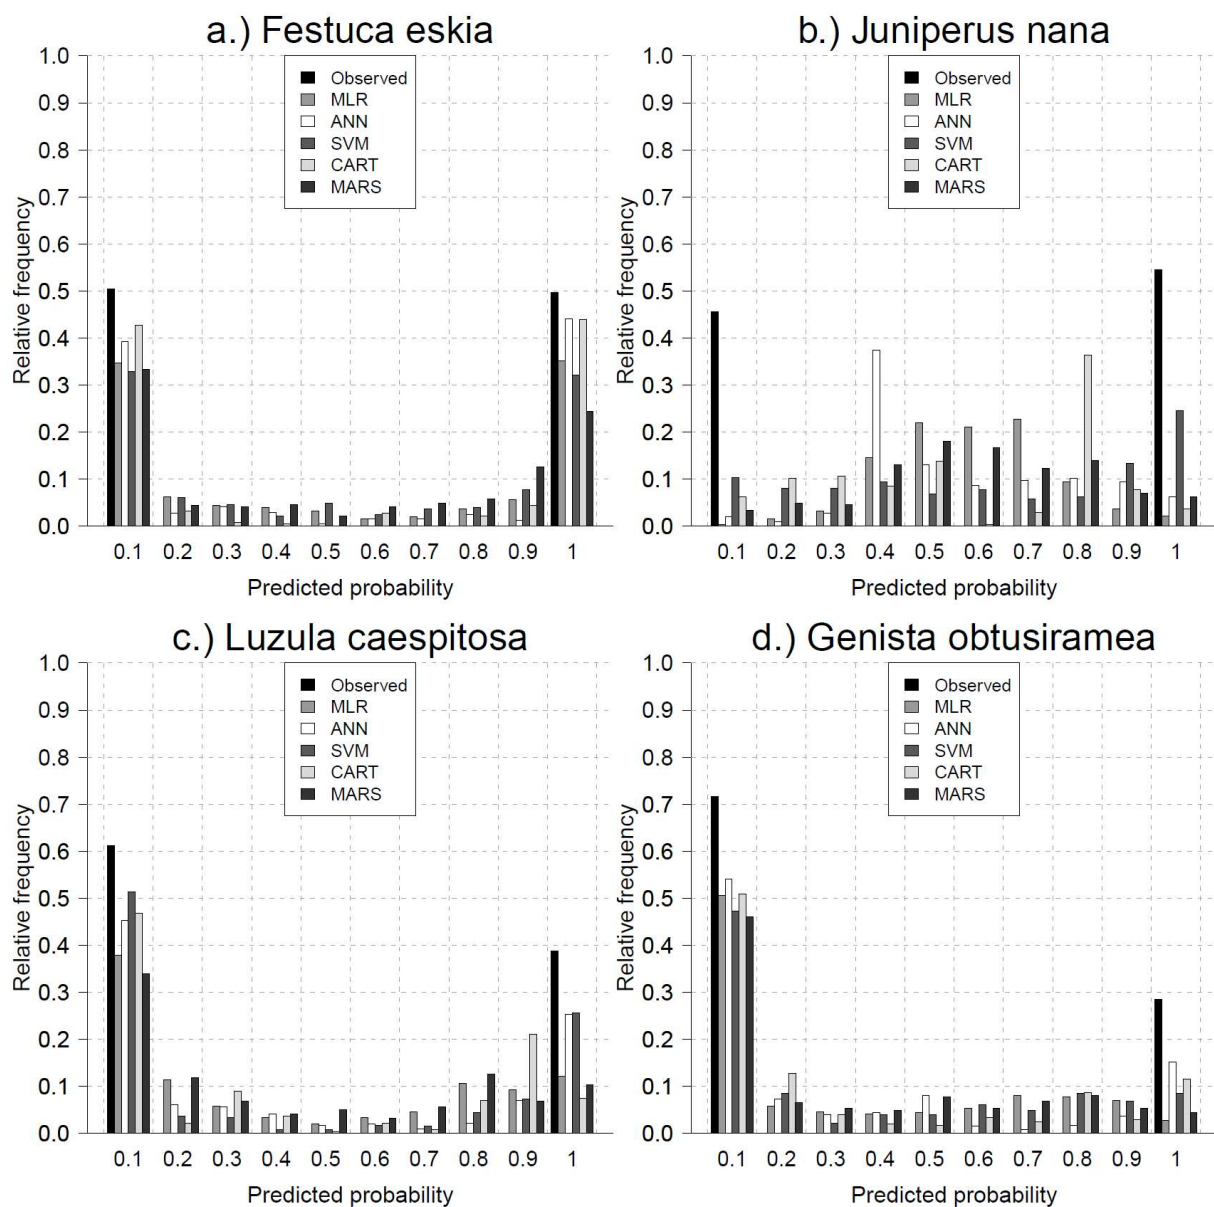 a.) Festuca eskia
1.0
0.9
0.8
0.7
0.6
0.5
0.4
0.3
0.2
0.1
0.0
Relative frequency
Observed
MLR
ANN
SVM
CART
MARS
0.1 0.2 0.3 0.4 0.5 0.6 0.7 0.8 0.9 1
Predicted probability
b.) Juniperus nana
1.0
0.9
0.8
0.7
0.6
0.5
0.4
0.3
0.2
0.1
0.0
Relative frequency
Observed
MLR
ANN
SVM
CART
MARS
0.1 0.2 0.3 0.4 0.5 0.6 0.7 0.8 0.9 1
Predicted probability
c.) Luzula caespitosa
1.0
0.9
0.8
0.7
0.6
0.5
0.4
0.3
0.2
0.1
0.0
Relative frequency
Observed
MLR
ANN
SVM
CART
MARS
0.1 0.2 0.3 0.4 0.5 0.6 0.7 0.8 0.9 1
Predicted probability
d.) Genista obtusiramea
1.0
0.9
0.8
0.7
0.6
0.5
0.4
0.3
0.2
0.1
0.0
Relative frequency
Observed
MLR
ANN
SVM
CART
MARS
0.1 0.2 0.3 0.4 0.5 0.6 0.7 0.8 0.9 1
Predicted probability